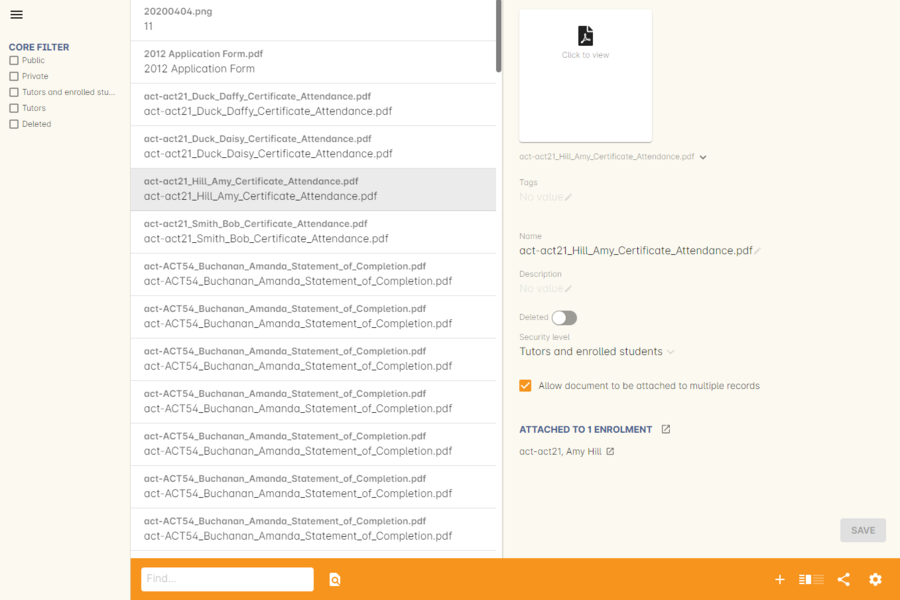 CORE FILTER
Public
Private
Tutors and enrolled stu...
Tutors
Deleted
20200404.png
11
2012 Application Form.pdf
2012 Application Form
act-act21_Duck_Daffy_Certificate_Attendance.pdf
act-act21_Duck_Daffy_Certificate_Attendance.pdf
act-act21_Duck_Daisy_Certificate_Attendance.pdf
act-act21_Duck_Daisy_Certificate_Attendance.pdf
act-act21_Hill_Amy_Certificate_Attendance.pdf
act-act21_Hill_Amy_Certificate_Attendance.pdf
act-act21_Smith_Bob_Certificate_Attendance.pdf
act-act21_Smith_Bob_Certificate_Attendance.pdf
act-ACT54_Buchanan_Amanda_Statement_of_Completion.pdf
act-ACT54_Buchanan_Amanda_Statement_of_Completion.pdf
act-ACT54_Buchanan_Amanda_Statement_of_Completion.pdf
act-ACT54_Buchanan_Amanda_Statement_of_Completion.pdf
act-ACT54_Buchanan_Amanda_Statement_of_Completion.pdf
act-ACT54_Buchanan_Amanda_Statement_of_Completion.pdf
act-ACT54_Buchanan_Amanda_Statement_of_Completion.pdf
act-ACT54_Buchanan_Amanda_Statement_of_Completion.pdf
act-ACT54_Buchanan_Amanda_Statement_of_Completion.pdf
act-ACT54_Buchanan_Amanda_Statement_of_Completion.pdf
act-ACT54_Buchanan_Amanda_Statement_of_Completion.pdf
act-ACT54_Buchanan_Amanda_Statement_of_Completion.pdf
act-ACT54_Buchanan_Amanda_Statement_of_Completion.pdf
act-ACT54_Buchanan_Amanda_Statement_of_Completion.pdf
Click to view
act-act21_Hill_Amy_Certificate_Attendance.pdf
Tags
No value
Name
act-act21_Hill_Amy_Certificate_Attendance.pdf
Description
No value
Deleted
Security level
Tutors and enrolled students
Allow document to be attached to multiple records
ATTACHED TO 1 ENROLMENT
act-act21, Amy Hill
SAVE
Find...